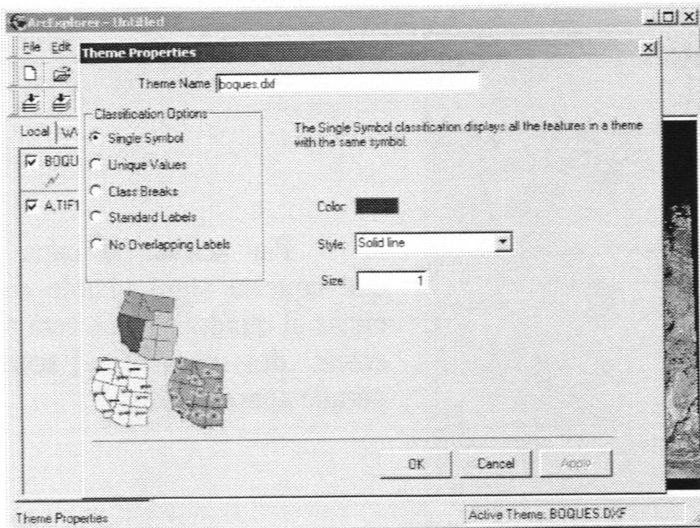 ArcExplorer - Untitled
File Edit
Theme Properties
Theme Name boques.dxf
Local
BOQU
A.TIF1
Classification Options
Single Symbol
Unique Values
Class Breaks
Standard Labels
No Overlapping Labels
The Single Symbol classification displays all the features in a theme
with the same symbol.
Color:
Style: Solid line
Size: 1
OK Cancel Apply
Theme Properties
Active Theme: BOQUES.DXF